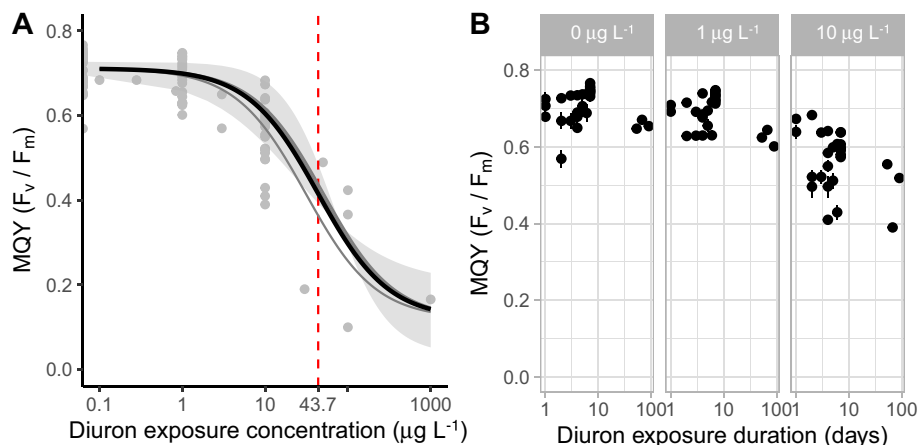 A
MQY (Fv / Fm)
0.8
0.6
0.4
0.2
0.0
0.1 1 10 43.7 1000
Diuron exposure concentration (μg L-1)
B
0 μg L-1 1 μg L-1 10 μg L-1
MQY (Fv / Fm)
0.8
0.6
0.4
0.2
0.0
1 10 100 1 10 100 1 10 100
Diuron exposure duration (days)